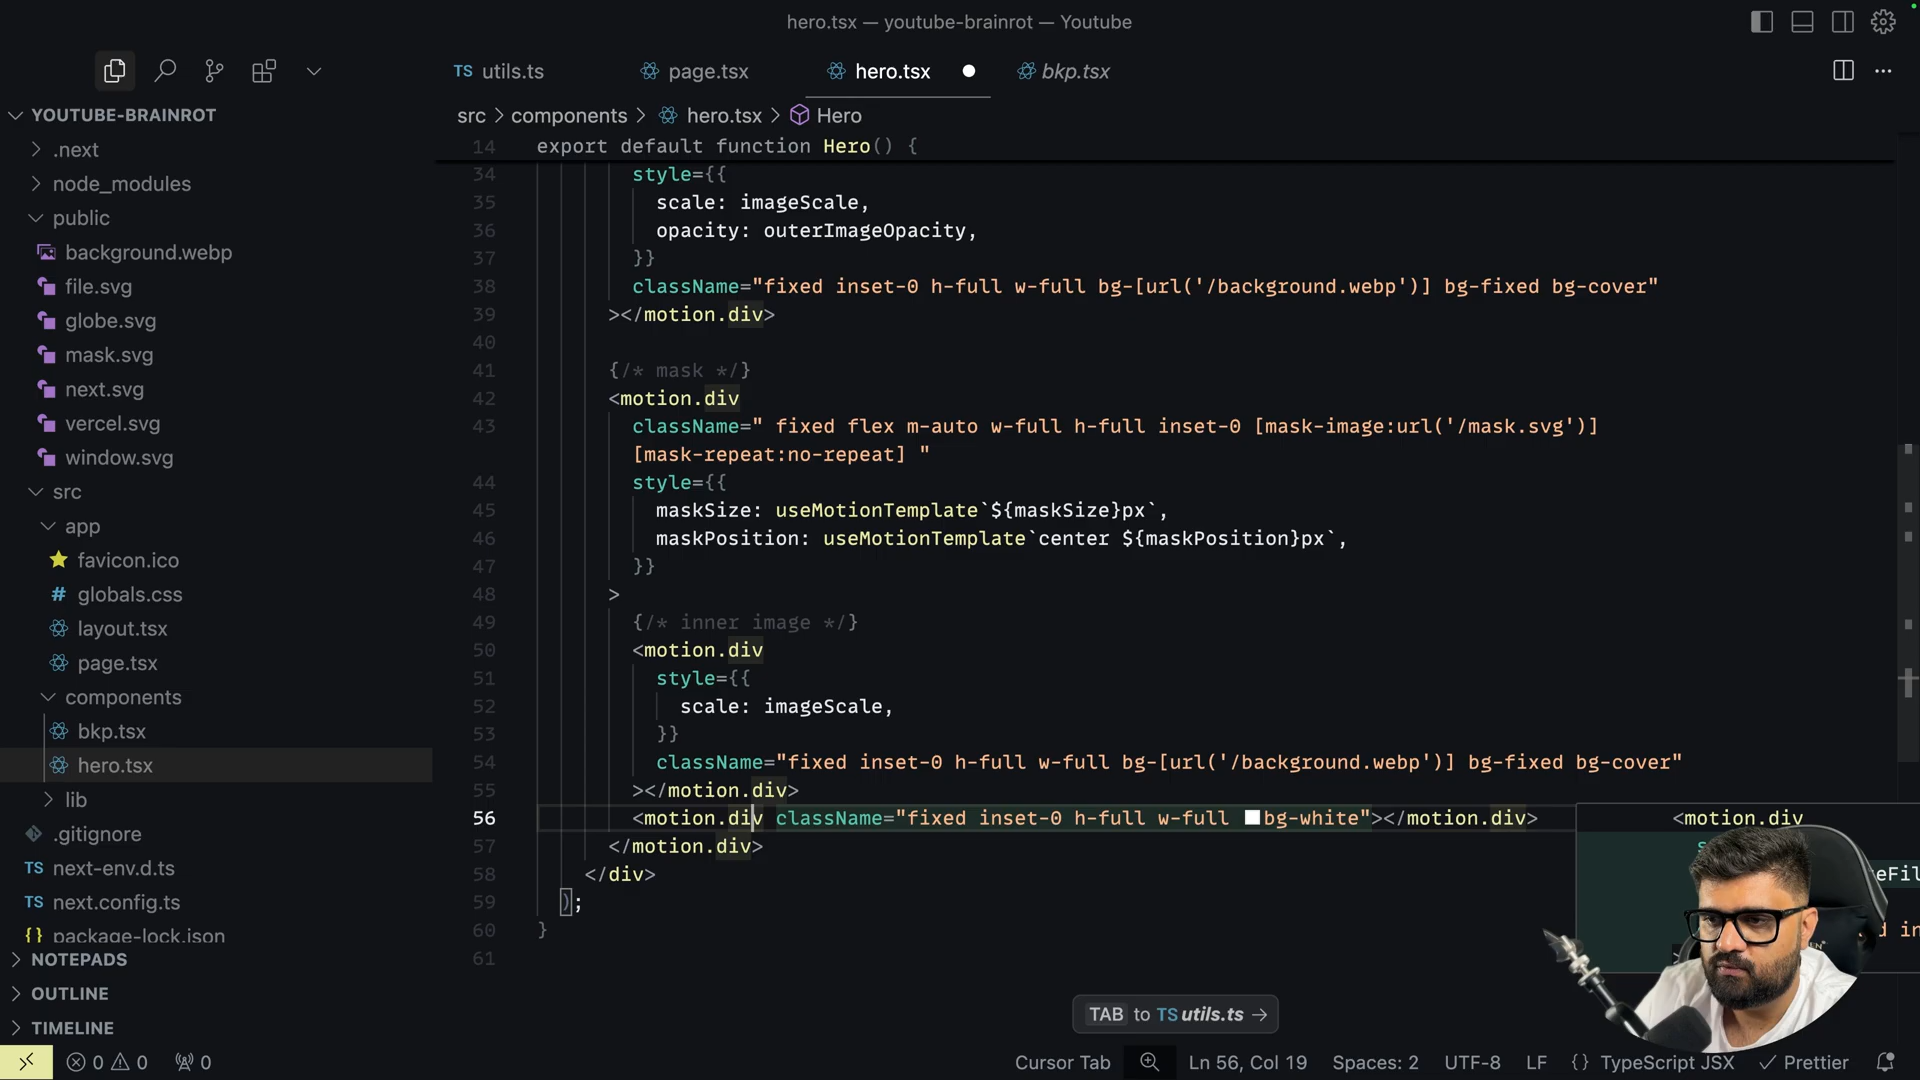 hero.tsx — youtube-brainrot — Youtube
TS utils.ts
page.tsx
hero.tsx
bkp.tsx
YOUTUBE-BRAINROT
src > components > hero.tsx > Hero
.next
node_modules
public
background.webp
file.svg
globe.svg
mask.svg
next.svg
vercel.svg
window.svg
src
app
favicon.ico
# globals.css
layout.tsx
page.tsx
components
bkp.tsx
hero.tsx
lib
.gitignore
TS next-env.d.ts
TS next.config.ts
{} package-lock.json
NOTEPADS
OUTLINE
TIMELINE
14 export default function Hero() {
34 style={{
35 scale: imageScale,
36 opacity: outerImageOpacity,
37 }}
38 className="fixed inset-0 h-full w-full bg-[url('/background.webp')] bg-fixed bg-cover"
39 ></motion.div>
40
41 {/* mask */}
42 <motion.div
43 className=" fixed flex m-auto w-full h-full inset-0 [mask-image:url('/mask.svg')]
[mask-repeat:no-repeat] "
44 style={{
45 maskSize: useMotionTemplate`${maskSize}px`,
46 maskPosition: useMotionTemplate`center ${maskPosition}px`,
47 }}
48 >
49 {/* inner image */}
50 <motion.div
51 style={{
52 scale: imageScale,
53 }}
54 className="fixed inset-0 h-full w-full bg-[url('/background.webp')] bg-fixed bg-cover"
55 ></motion.div>
56 <motion.div className="fixed inset-0 h-full w-full bg-white"></motion.div>
57 </motion.div>
58 </div>
59 );
60 }
61
<motion.div
TAB to TS utils.ts →
0 0 0
Cursor Tab
Ln 56, Col 19
Spaces: 2
UTF-8
LF
{} TypeScript JSX
Prettier